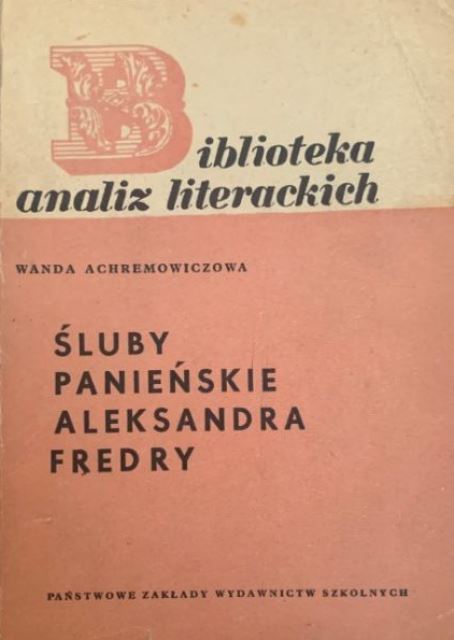 Biblioteka
analiz literackich
WANDA ACHREMOWICZOWA
ŚLUBY
PANIEŃSKIE
ALEKSANDRA
FREDRY
PAŃSTWOWE ZAKŁADY WYDAWNICTW SZKOLNYCH